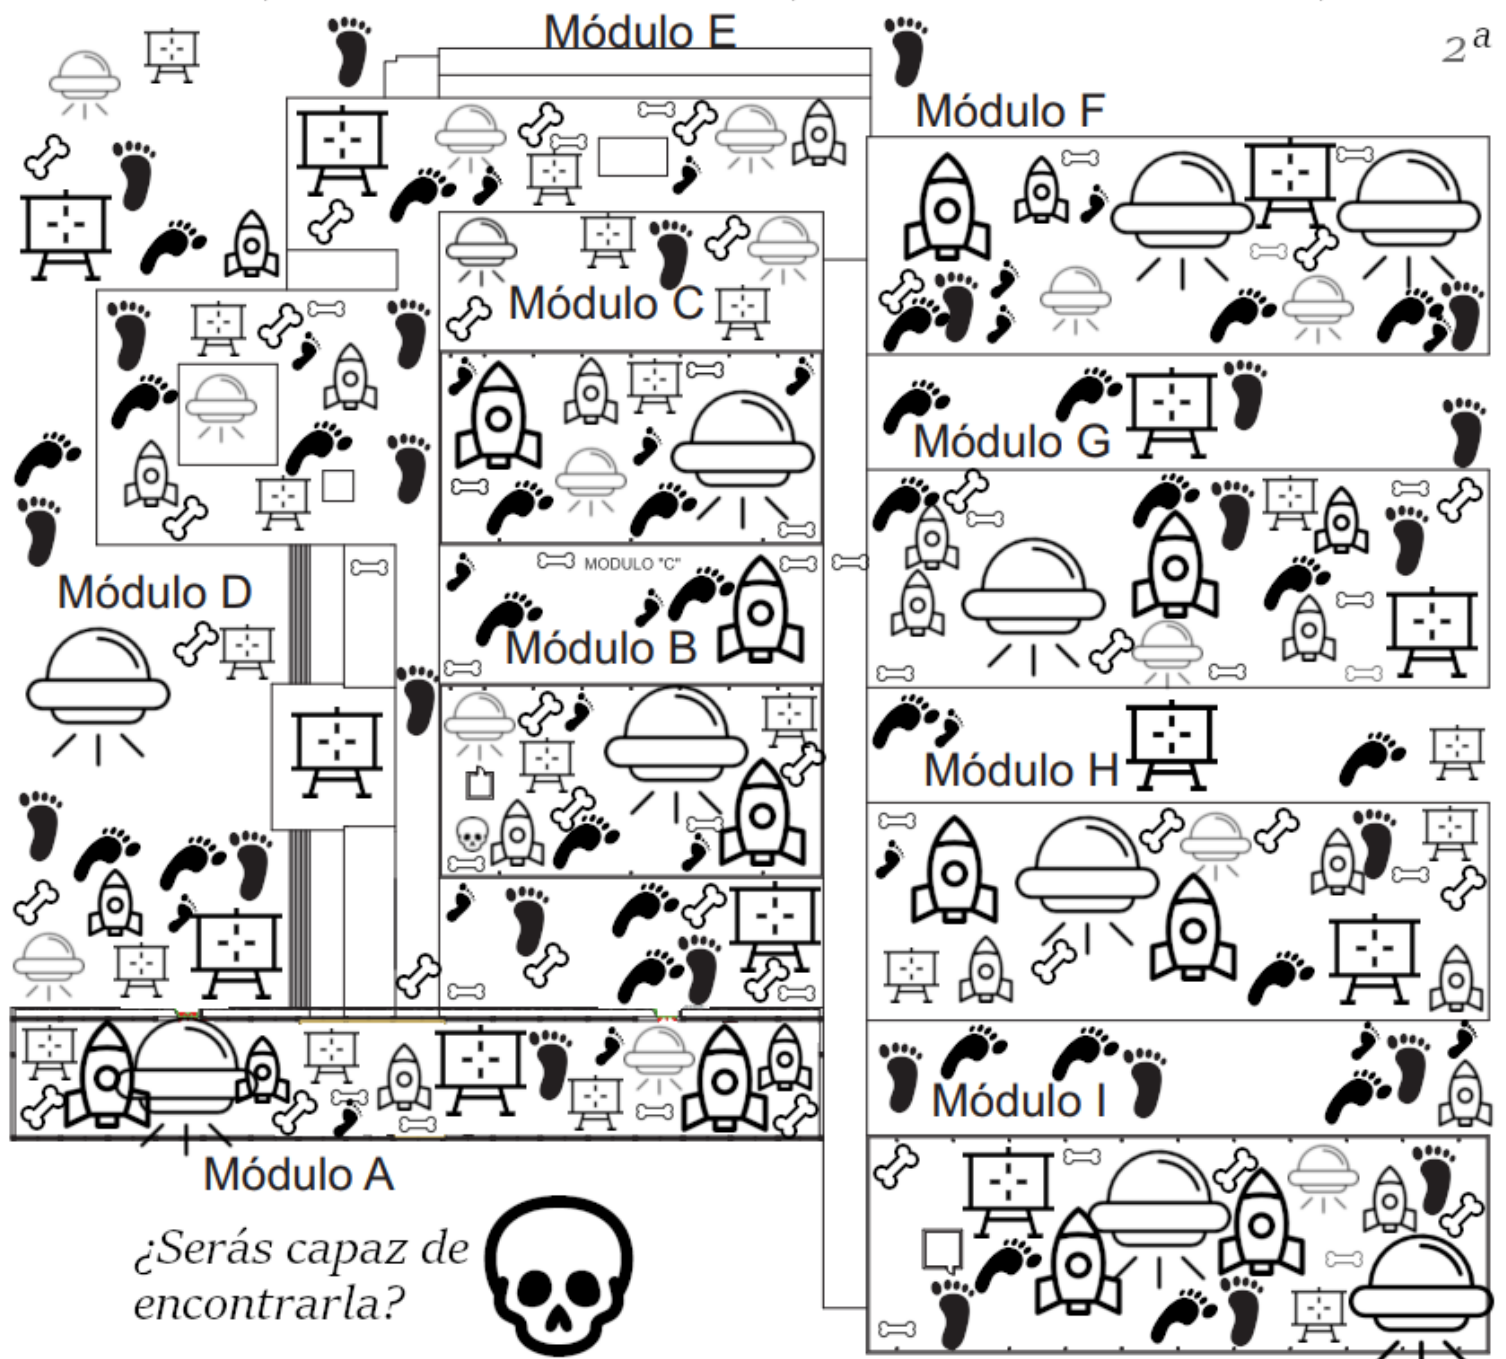 Módulo E
2ª
Módulo F
Módulo C
Módulo G
MODULO "C"
Módulo D
Módulo B
Módulo H
Módulo I
Módulo A
¿Serás capaz de
encontrarla?